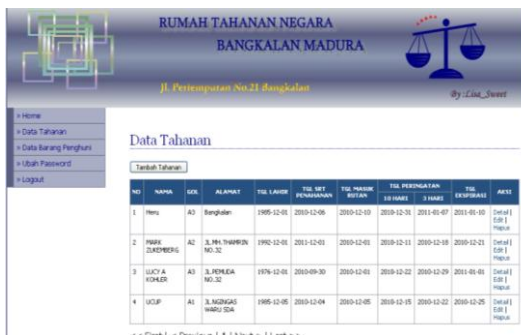 RUMAH TAHANAN NEGARA
BANGKALAN MADURA
Jl. Pertempuran No.21 Bangkalan
By :Lisa_Sweet
» Home
» Data Tahanan
» Data Barang Penghuni
» Ubah Password
» Logout
Data Tahanan
Tambah Tahanan
NO NAMA GOL ALAMAT TGL LAHIR TGL SRT PENAHANAN TGL MASUK RUTAN TGL PERINGATAN TGL EKSPIRASI AKSI
10 HARI 3 HARI
1 Heru A3 Bangkalan 1985-12-01 2010-12-06 2010-12-10 2010-12-31 2011-01-07 2011-01-10 Detail |
Edit |
Hapus
2 MARK A2 JL.MH.THAMRIN 1992-12-01 2011-12-01 2010-12-01 2010-12-11 2010-12-18 2010-12-21 Detail |
ZUKEMBERG NO.32 Edit |
Hapus
3 LUCY A A3 JL.PEMUDA 1976-12-01 2010-09-30 2010-12-01 2010-12-22 2010-12-29 2011-01-01 Detail |
KOHLER NO.32 Edit |
Hapus
4 UCUP A1 JL.NGINGAS 1985-12-05 2010-12-04 2010-12-05 2010-12-15 2010-12-22 2010-12-25 Detail |
WARU SDA Edit |
Hapus